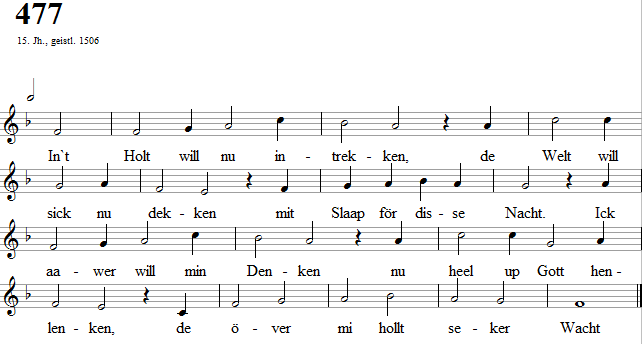 477
15. Jh., geistl. 1506
In`t Holt will nu in - trek - ken, de Welt will
sick nu dek - ken mit Slaap för dis - se Nacht. Ick
aa - wer will min Den - ken nu heel up Gott hen-
len - ken, de ö - ver mi hollt se - ker Wacht